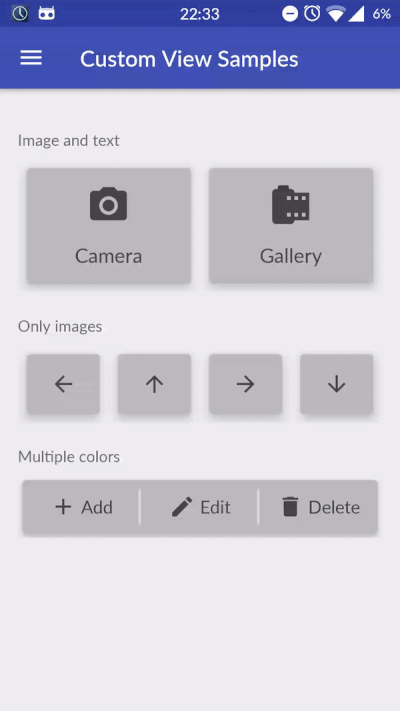 22:33 6%
Custom View Samples
Image and text
Camera Gallery
Only images
Multiple colors
Add Edit Delete